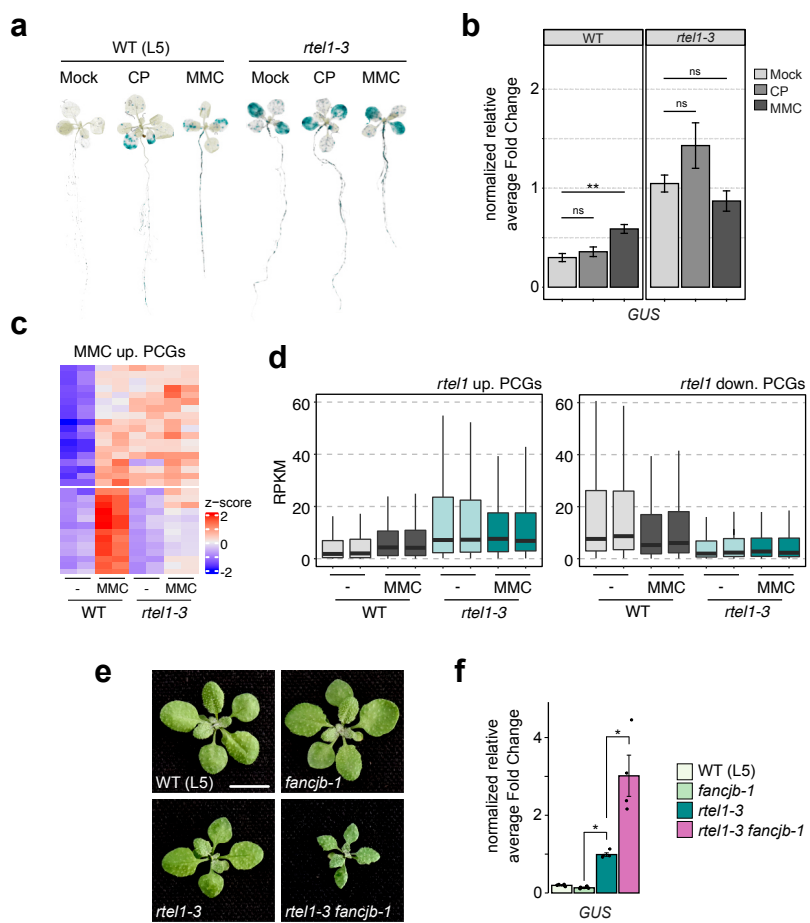 a
WT (L5)
rtel1-3
Mock
CP
MMC
Mock
CP
MMC
b
normalized relative
average Fold Change
WT
rtel1-3
2
1
0
**
ns
ns
ns
GUS
Mock
CP
MMC
c
MMC up. PCGs
z-score
2
0
-2
-
MMC
-
MMC
WT
rtel1-3
d
rtel1 up. PCGs
rtel1 down. PCGs
RPKM
60
40
20
0
60
40
20
0
-
MMC
-
MMC
-
MMC
-
MMC
WT
rtel1-3
WT
rtel1-3
e
WT (L5)
fancjb-1
rtel1-3
rtel1-3 fancjb-1
f
normalized relative
average Fold Change
4
2
0
*
*
GUS
WT (L5)
fancjb-1
rtel1-3
rtel1-3 fancjb-1